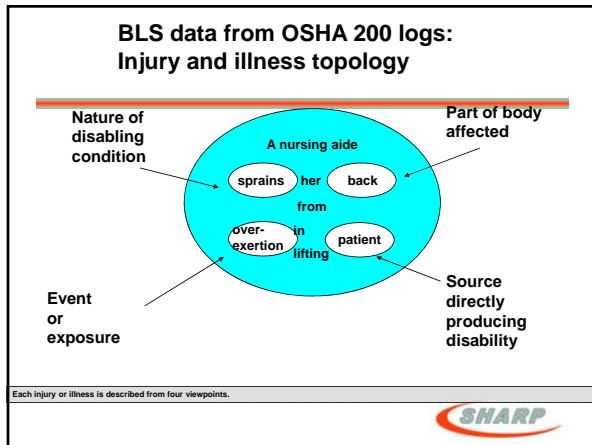 BLS data from OSHA 200 logs:
Injury and illness topology
Nature of
disabling
condition
Part of body
affected
A nursing aide
sprains her back
from
over-
exertion
in
lifting
patient
Event
or
exposure
Source
directly
producing
disability
Each injury or illness is described from four viewpoints.
SHARP